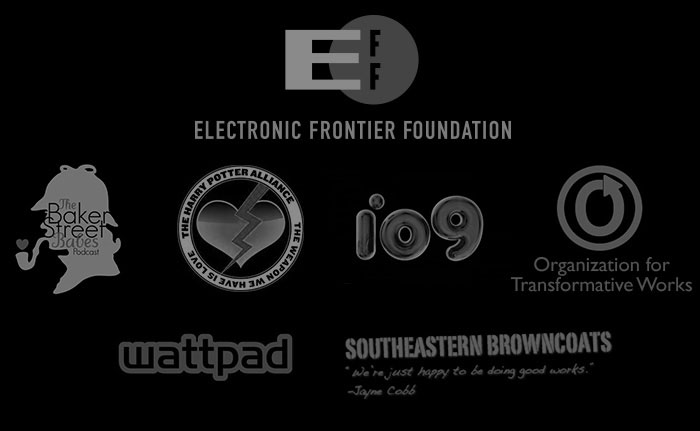 EFF
ELECTRONIC FRONTIER FOUNDATION
The
Baker
Street
Babes
Podcast
THE HARRY POTTER ALLIANCE
THE WEAPON WE HAVE IS LOVE
io9
Organization for
Transformative Works
wattpad
SOUTHEASTERN BROWNCOATS
"We're just happy to be doing good works."
-Jayne Cobb